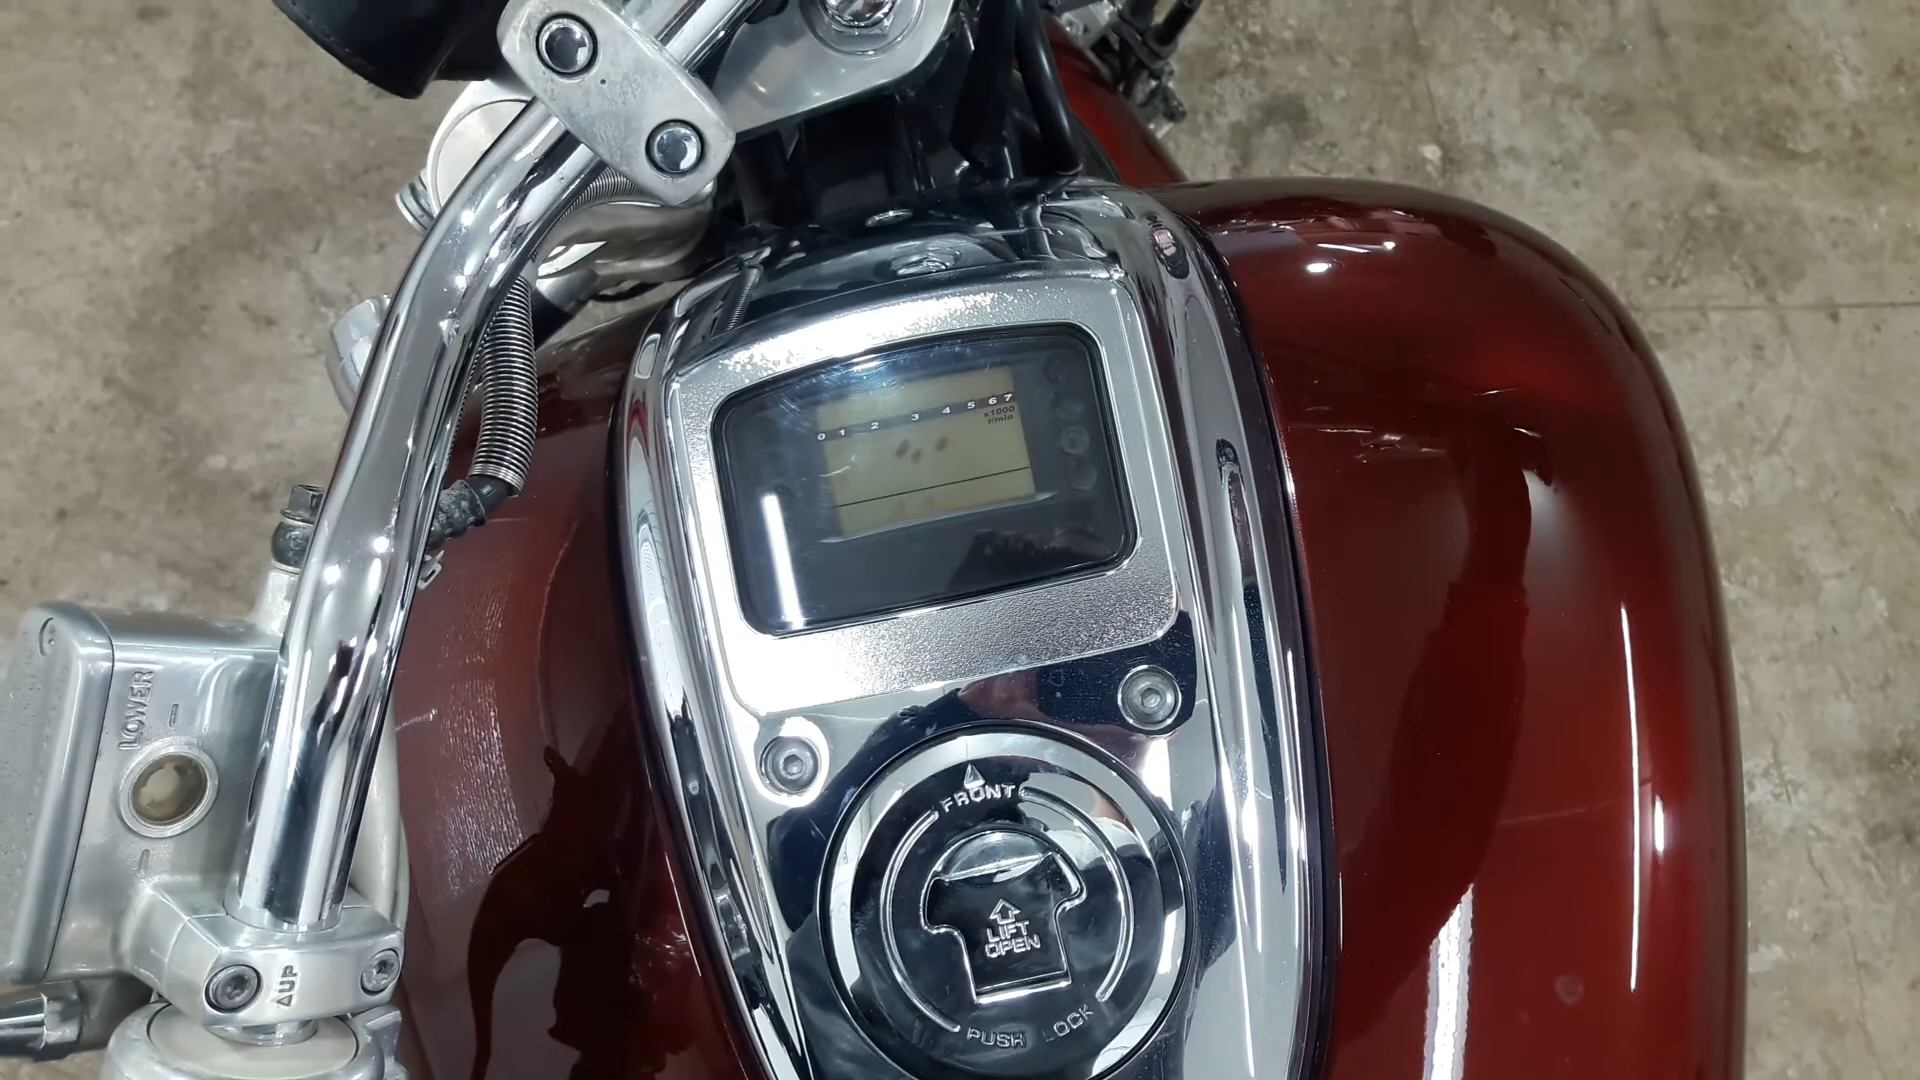 0 1 2 3 4 5 6 7
x1000
r/min
LOWER
FRONT
LIFT
OPEN
PUSH LOCK
UP